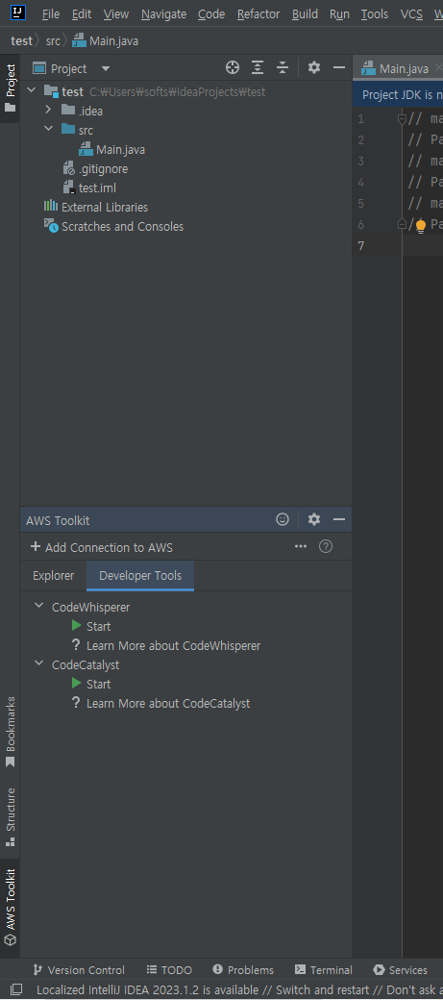 IJ File Edit View Navigate Code Refactor Build Run Tools VCS
test src Main.java
Project
Project
Main.java
test C:₩Users₩softs₩IdeaProjects₩test
Project JDK is n
.idea
src
Main.java
.gitignore
test.iml
External Libraries
Scratches and Consoles
1 // ma
2 // Pa
3 // ma
4 // Pa
5 // ma
6 / Pa
7
AWS Toolkit
Add Connection to AWS
Explorer Developer Tools
CodeWhisperer
Start
? Learn More about CodeWhisperer
CodeCatalyst
Start
? Learn More about CodeCatalyst
Bookmarks
Structure
AWS Toolkit
Version Control TODO Problems Terminal Services
Localized IntelliJ IDEA 2023.1.2 is available // Switch and restart // Don't ask a